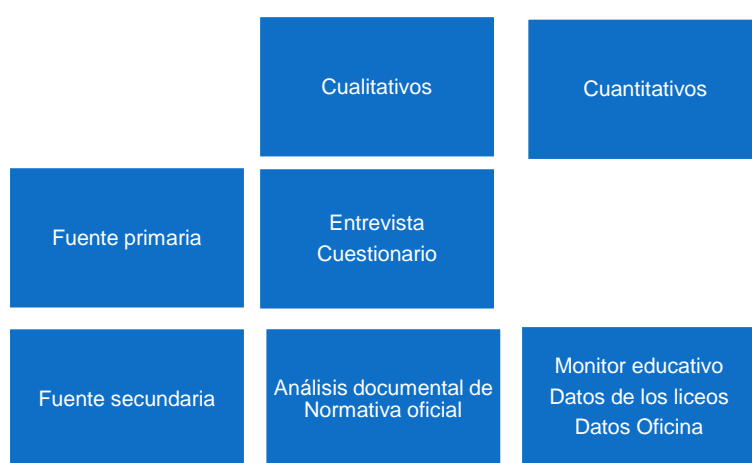 Cualitativos
Cuantitativos
Fuente primaria
Entrevista
Cuestionario
Fuente secundaria
Análisis documental de
Normativa oficial
Monitor educativo
Datos de los liceos
Datos Oficina